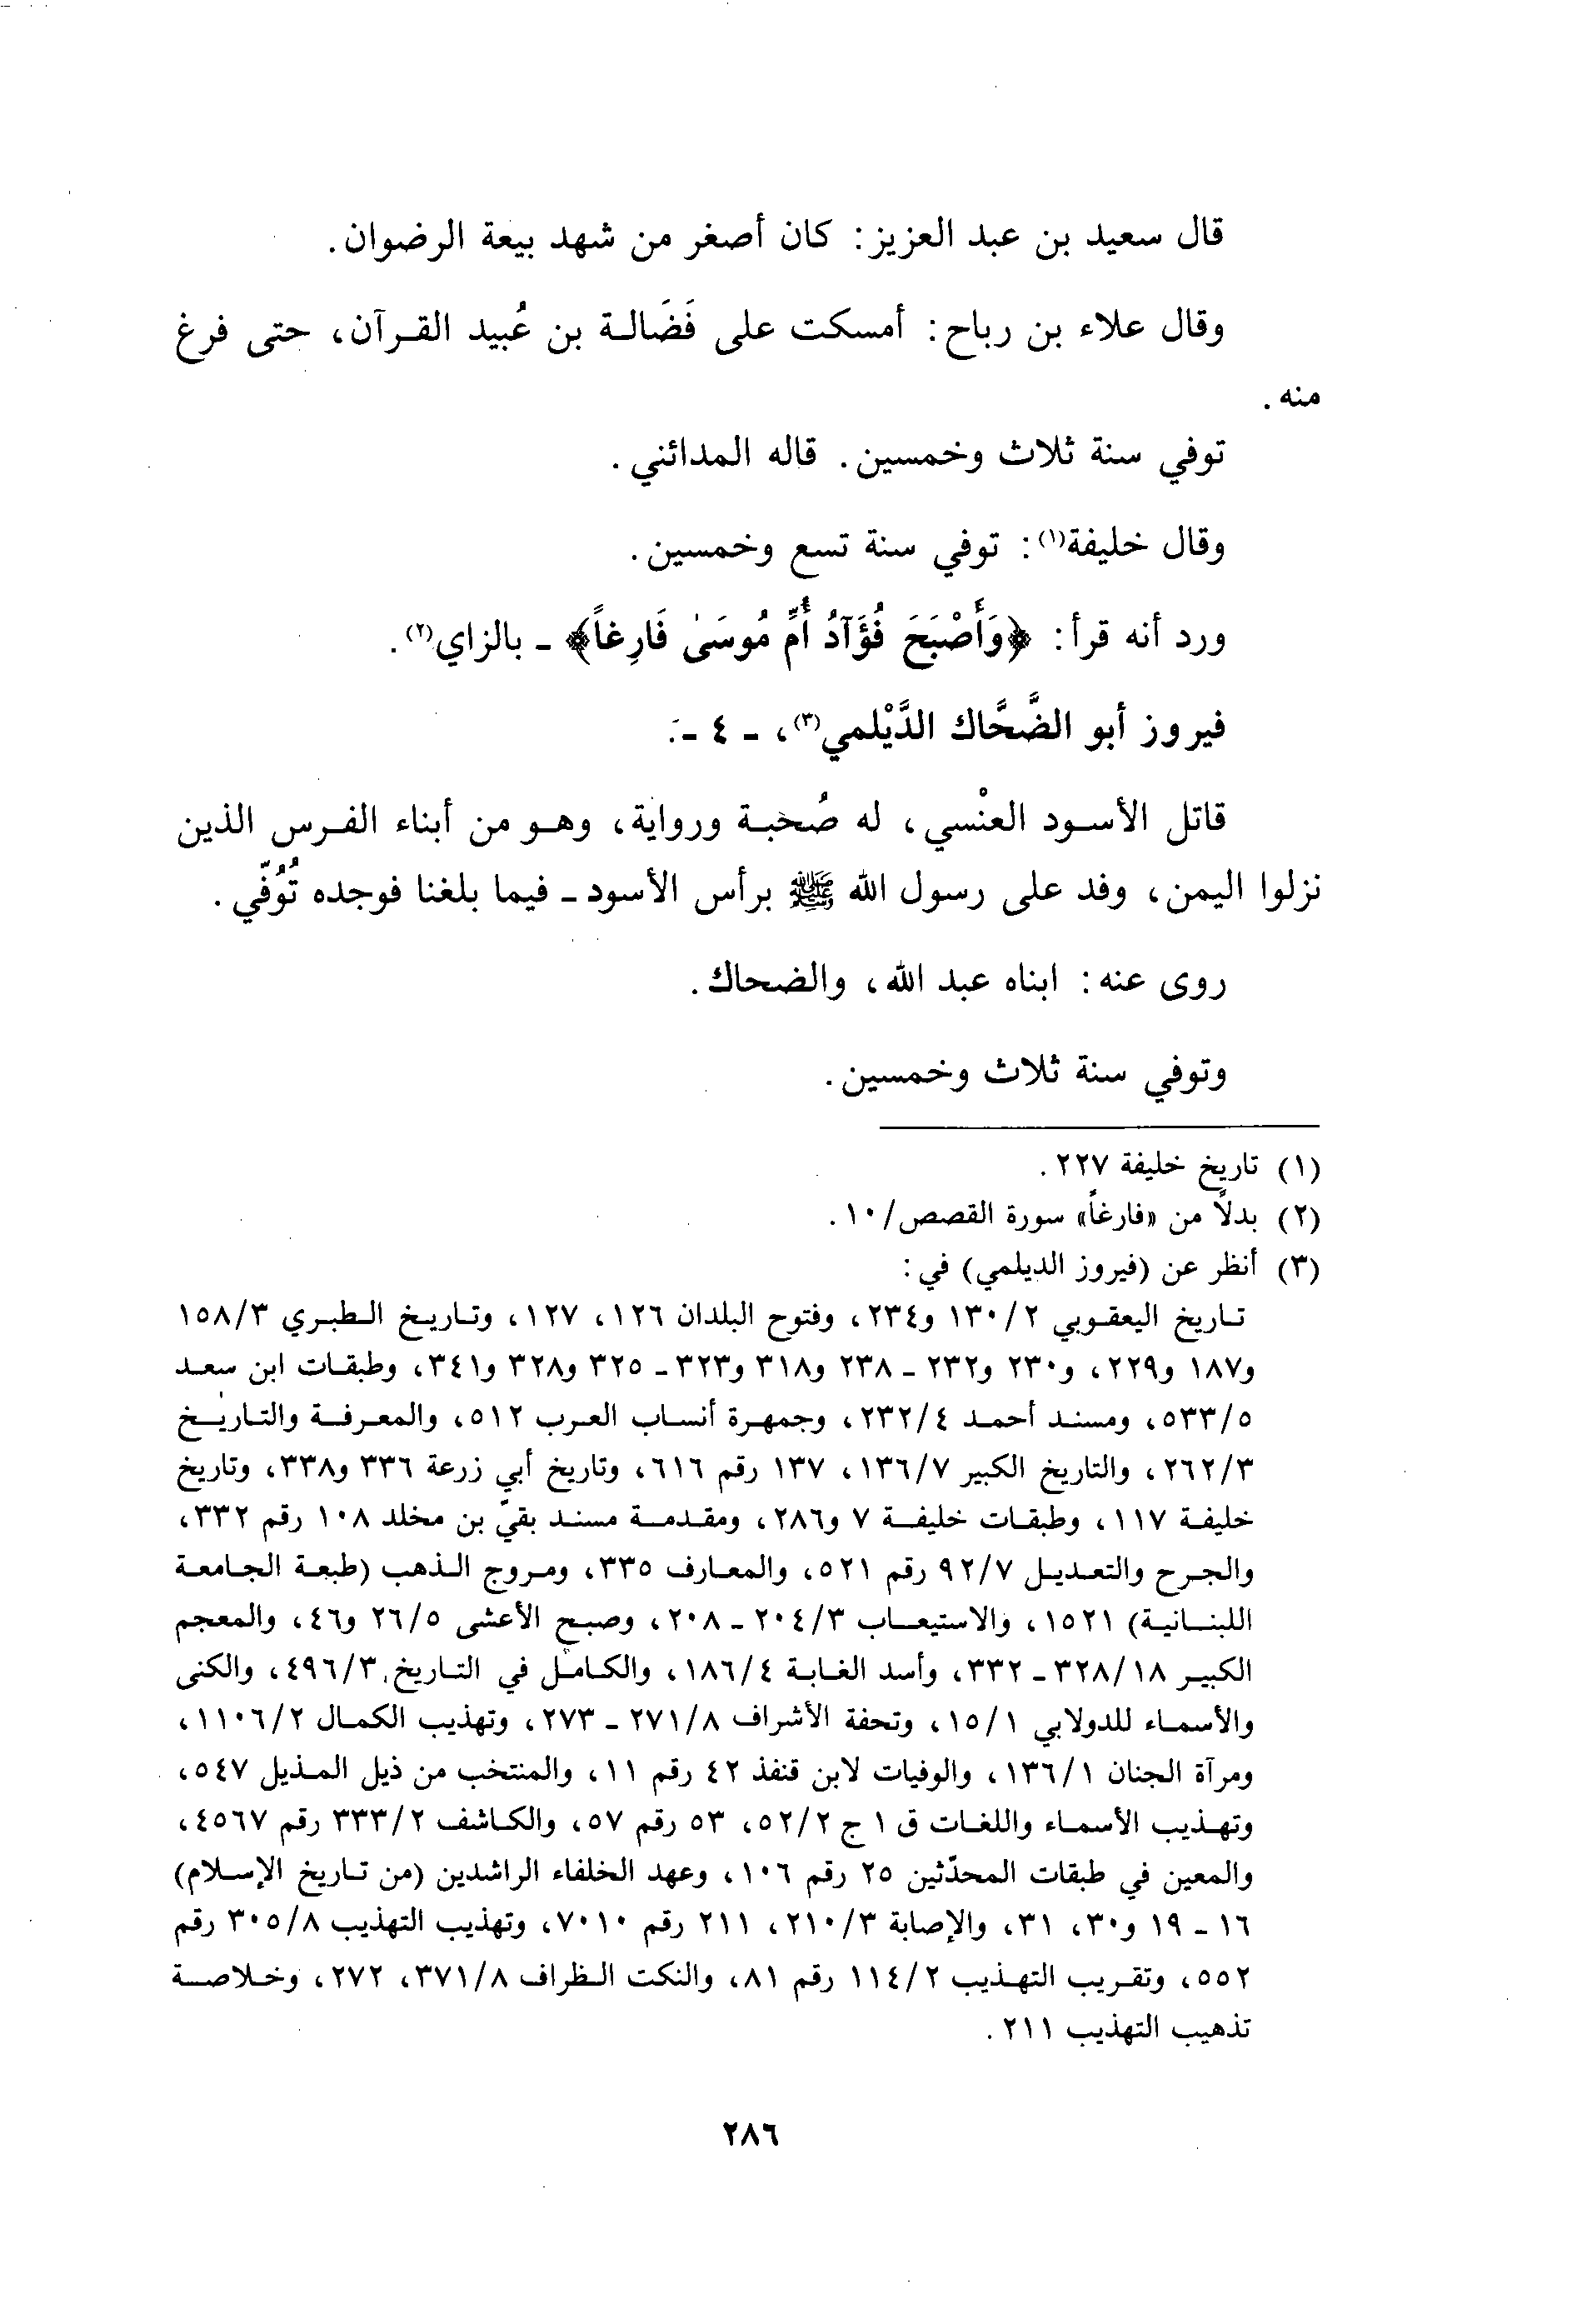 قال سعيد بن عبد العزيز: كان أصغر من شهد بيعة الرضوان.
وقال علاء بن رباح: أمسكت على فَضَالة بن عُبيد القرآن، حتى فرغ
منه.
توفي سنة ثلاث وخمسين. قاله المدائني.
وقال خليفة(١): توفي سنة تسع وخمسين.
ورد أنه قرأ: ﴿وَأَصْبَحَ فُؤَآدُ أُمِّ مُوسَىٰ فَارِغاً﴾ ـ بالزاي(٢).
فيروز أبو الضَّحَّاك الدَّيْلمي(٣)، ـ ٤ ـ:
قاتل الأسود العنْسي، له صُحبة ورواية، وهو من أبناء الفرس الذين
نزلوا اليمن، وفد على رسول الله ﷺ برأس الأسود ـ فيما بلغنا فوجده تُوُفّي.
روى عنه: ابناه عبد الله، والضحاك.
وتوفي سنة ثلاث وخمسين.
(١) تاريخ خليفة ٢٢٧.
(٢) بدلاً من «فارغاً» سورة القصص/١٠.
(٣) أنظر عن (فيروز الديلمي) في:
تاريخ اليعقوبي ١٣٠/٢ و٢٣٤، وفتوح البلدان ١٢٦، ١٢٧، وتاريخ الطبري ١٥٨/٣
و١٨٧ و٢٢٩، و٢٣٠ و٢٣٢ ـ ٢٣٨ و٣١٨ و٣٢٣ ـ ٣٢٥ و٣٢٨ و٣٤١، وطبقات ابن سعد
٥٣٣/٥، ومسند أحمد ٢٣٢/٤، وجمهرة أنساب العرب ٥١٢، والمعرفة والتاريخ
٢٦٢/٣، والتاريخ الكبير ١٣٦/٧، ١٣٧ رقم ٦١٦، وتاريخ أبي زرعة ٣٣٦ و٣٣٨، وتاريخ
خليفة ١١٧، وطبقات خليفة ٧ و٢٨٦، ومقدمة مسند بقيّ بن مخلد ١٠٨ رقم ٣٣٢،
والجرح والتعديل ٩٢/٧ رقم ٥٢١، والمعارف ٣٣٥، ومروج الذهب (طبعة الجامعة
اللبنانية) ١٥٢١، والاستيعاب ٢٠٤/٣ ـ ٢٠٨، وصبح الأعشى ٢٦/٥ و٤٦، والمعجم
الكبير ٣٢٨/١٨ ـ ٣٣٢، وأسد الغابة ١٨٦/٤، والكامل في التاريخ ٤٩٦/٣، والكنى
والأسماء للدولابي ١٥/١، وتحفة الأشراف ٢٧١/٨ ـ ٢٧٣، وتهذيب الكمال ١١٠٦/٢،
ومرآة الجنان ١٣٦/١، والوفيات لابن قنفذ ٤٢ رقم ١١، والمنتخب من ذيل المذيل ٥٤٧،
وتهذيب الأسماء واللغات ق ١ ج ٥٢/٢، ٥٣ رقم ٥٧، والكاشف ٣٣٣/٢ رقم ٤٥٦٧،
والمعين في طبقات المحدّثين ٢٥ رقم ١٠٦، وعهد الخلفاء الراشدين (من تاريخ الإسلام)
١٦ ـ ١٩ و٣٠، ٣١، والإصابة ٢١٠/٣، ٢١١ رقم ٧٠١٠، وتهذيب التهذيب ٣٠٥/٨ رقم
٥٥٢، وتقريب التهذيب ١١٤/٢ رقم ٨١، والنكت الظراف ٣٧١/٨، ٢٧٢، وخلاصة
تذهيب التهذيب ٢١١.
٢٨٦